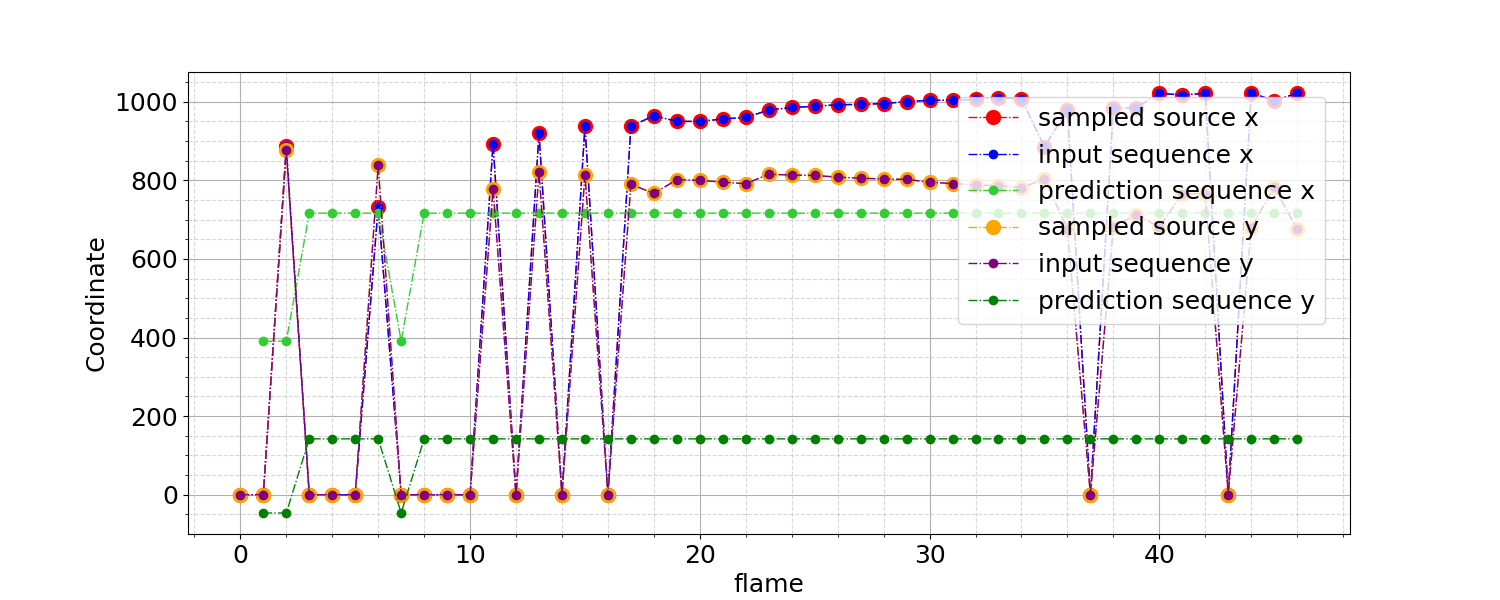 1000
800
600
400
200
0
Coordinate
0 10 20 30 40
flame
sampled source x
input sequence x
prediction sequence x
sampled source y
input sequence y
prediction sequence y